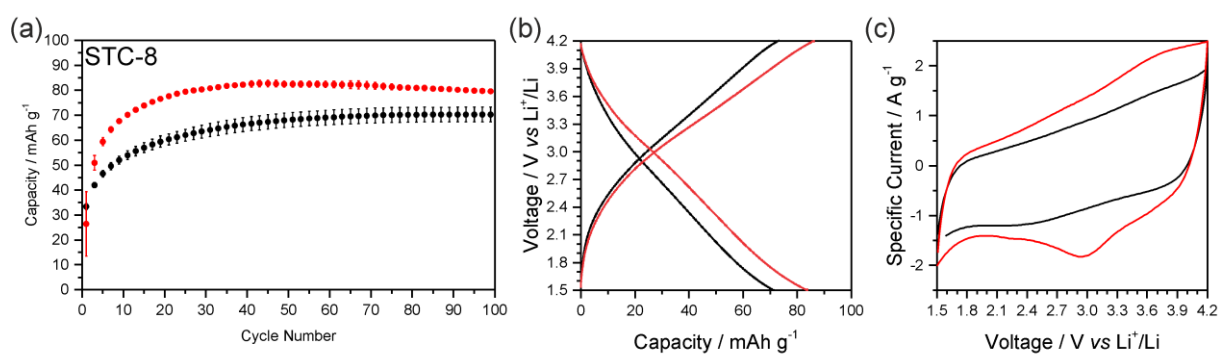 (a)
STC-8
100
90
80
70
60
50
40
30
20
10
0
0 10 20 30 40 50 60 70 80 90 100
Capacity / mAh g⁻¹
Cycle Number
(b)
4.2
3.9
3.6
3.3
3.0
2.7
2.4
2.1
1.8
1.5
0 20 40 60 80 100
Voltage / V vs Li⁺/Li
Capacity / mAh g⁻¹
(c)
2
1
0
-1
-2
1.5 1.8 2.1 2.4 2.7 3.0 3.3 3.6 3.9 4.2
Specific Current / A g⁻¹
Voltage / V vs Li⁺/Li